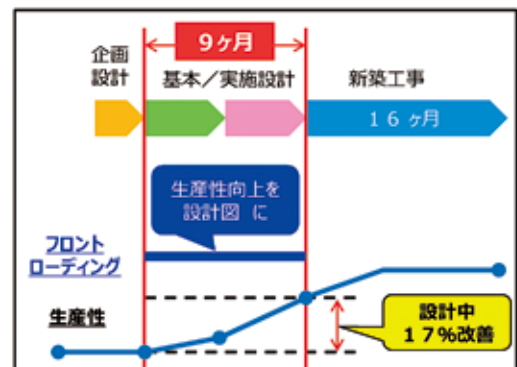 9ヶ月
企画
設計
基本／実施設計
新築工事
16ヶ月
生産性向上を
設計図 に
フロント
ローディング
生産性
設計中
17%改善